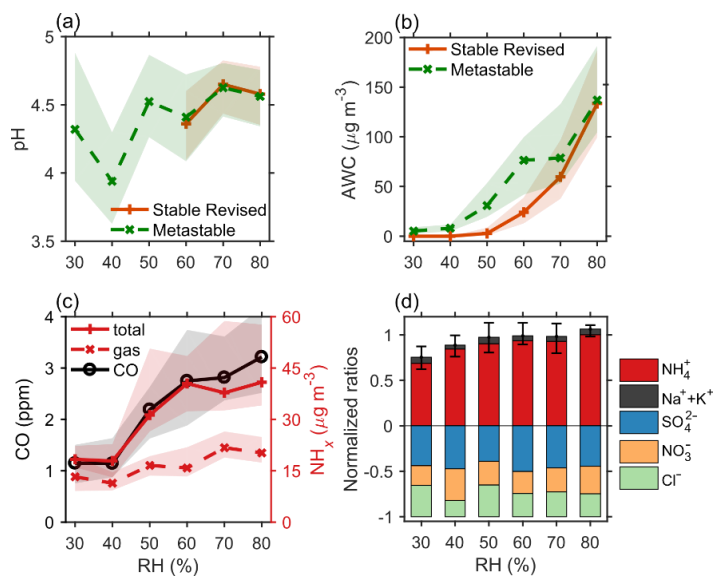 (a)
5
4.5
4
3.5
pH
Stable Revised
Metastable
30 40 50 60 70 80
(b)
200
150
100
50
0
AWC (μg m⁻³)
Stable Revised
Metastable
30 40 50 60 70 80
(c)
4
3
2
1
0
CO (ppm)
total
gas
CO
60
45
30
15
0
NHₓ (μg m⁻³)
30 40 50 60 70 80
RH (%)
(d)
1
0.5
0
-0.5
-1
Normalized ratios
30 40 50 60 70 80
RH (%)
NH₄⁺
Na⁺+K⁺
SO₄²⁻
NO₃⁻
Cl⁻